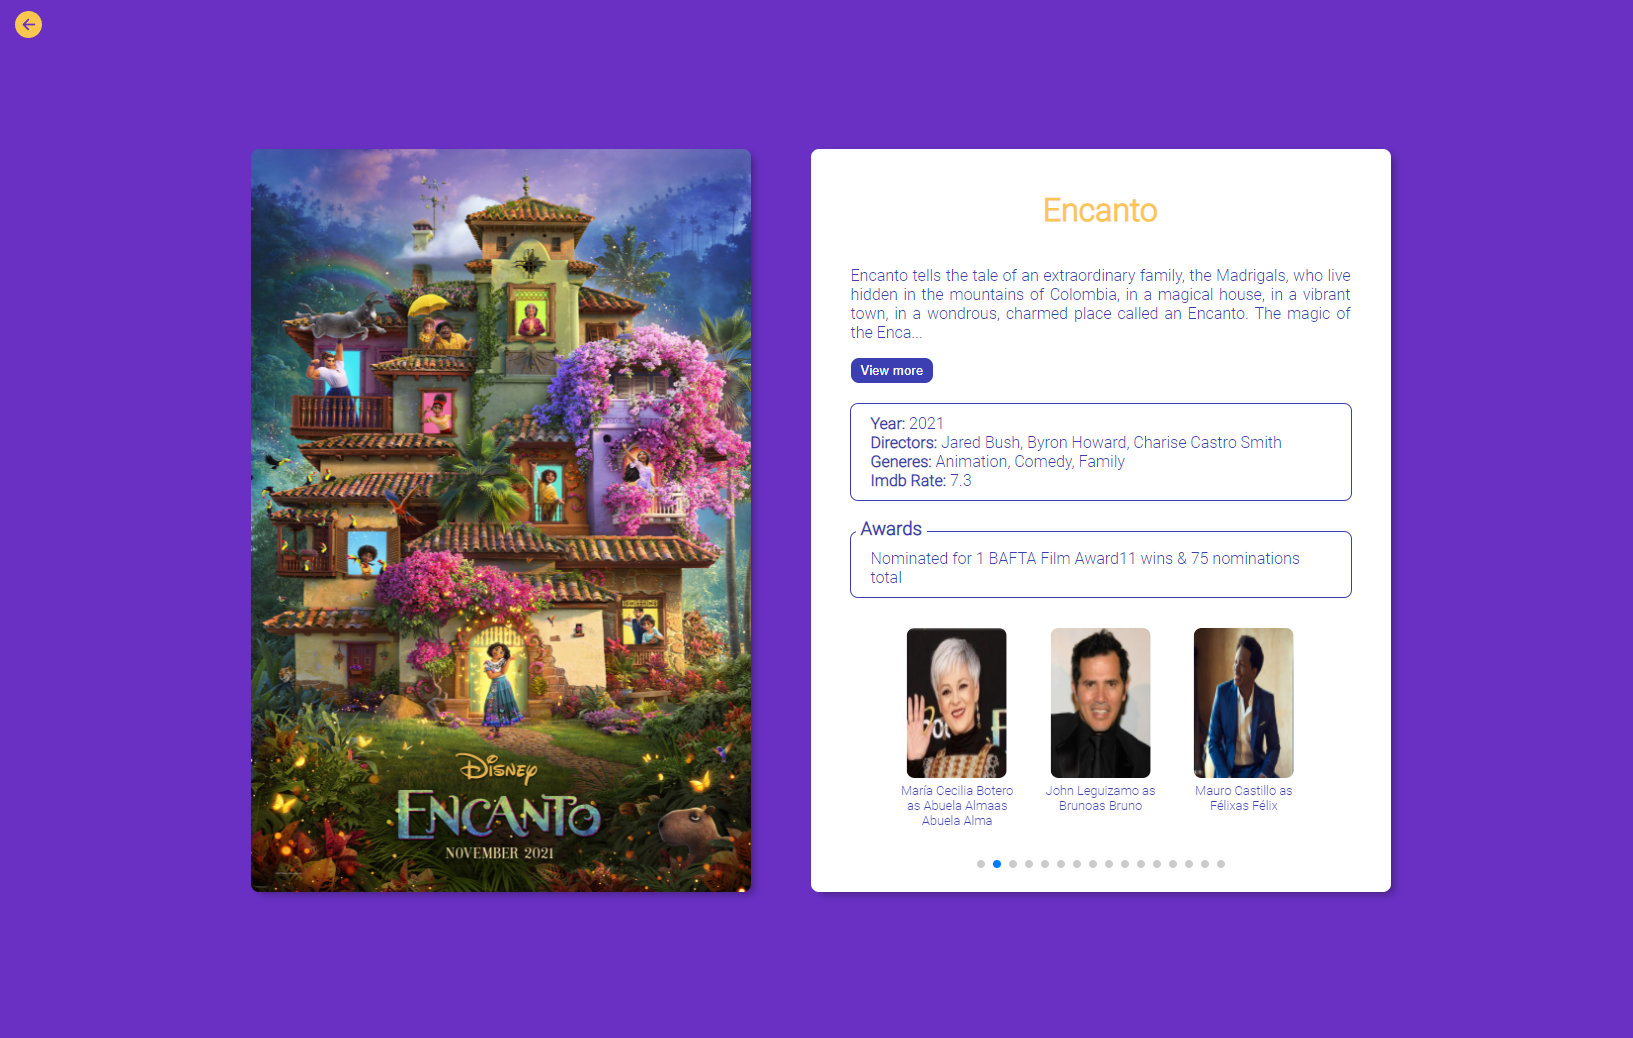 Disney
ENCANTO
NOVEMBER 2021
Encanto
Encanto tells the tale of an extraordinary family, the Madrigals, who live
hidden in the mountains of Colombia, in a magical house, in a vibrant
town, in a wondrous, charmed place called an Encanto. The magic of
the Enca...
View more
Year: 2021
Directors: Jared Bush, Byron Howard, Charise Castro Smith
Generes: Animation, Comedy, Family
Imdb Rate: 7.3
Awards
Nominated for 1 BAFTA Film Award11 wins & 75 nominations
total
María Cecilia Botero
as Abuela Almaas
Abuela Alma
John Leguizamo as
Brunoas Bruno
Mauro Castillo as
Félixas Félix